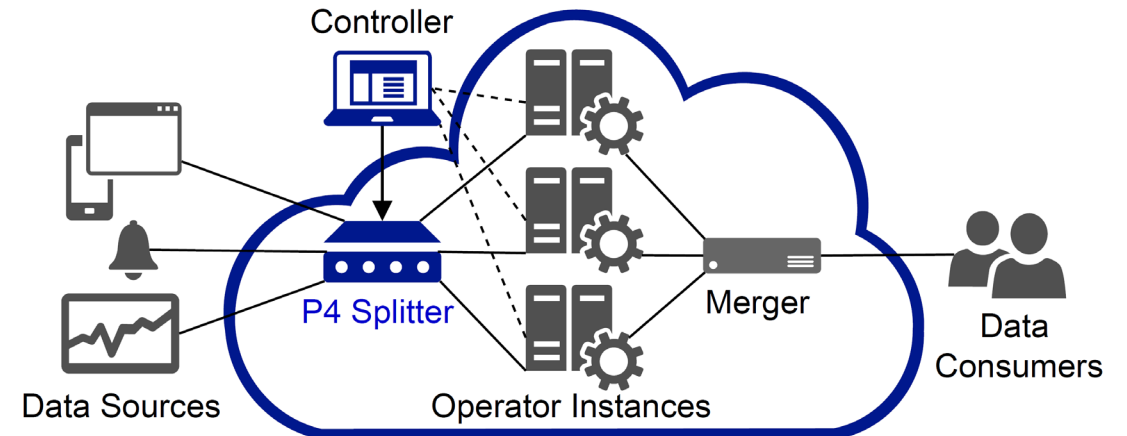 Controller
P4 Splitter
Merger
Data Sources
Operator Instances
Data
Consumers